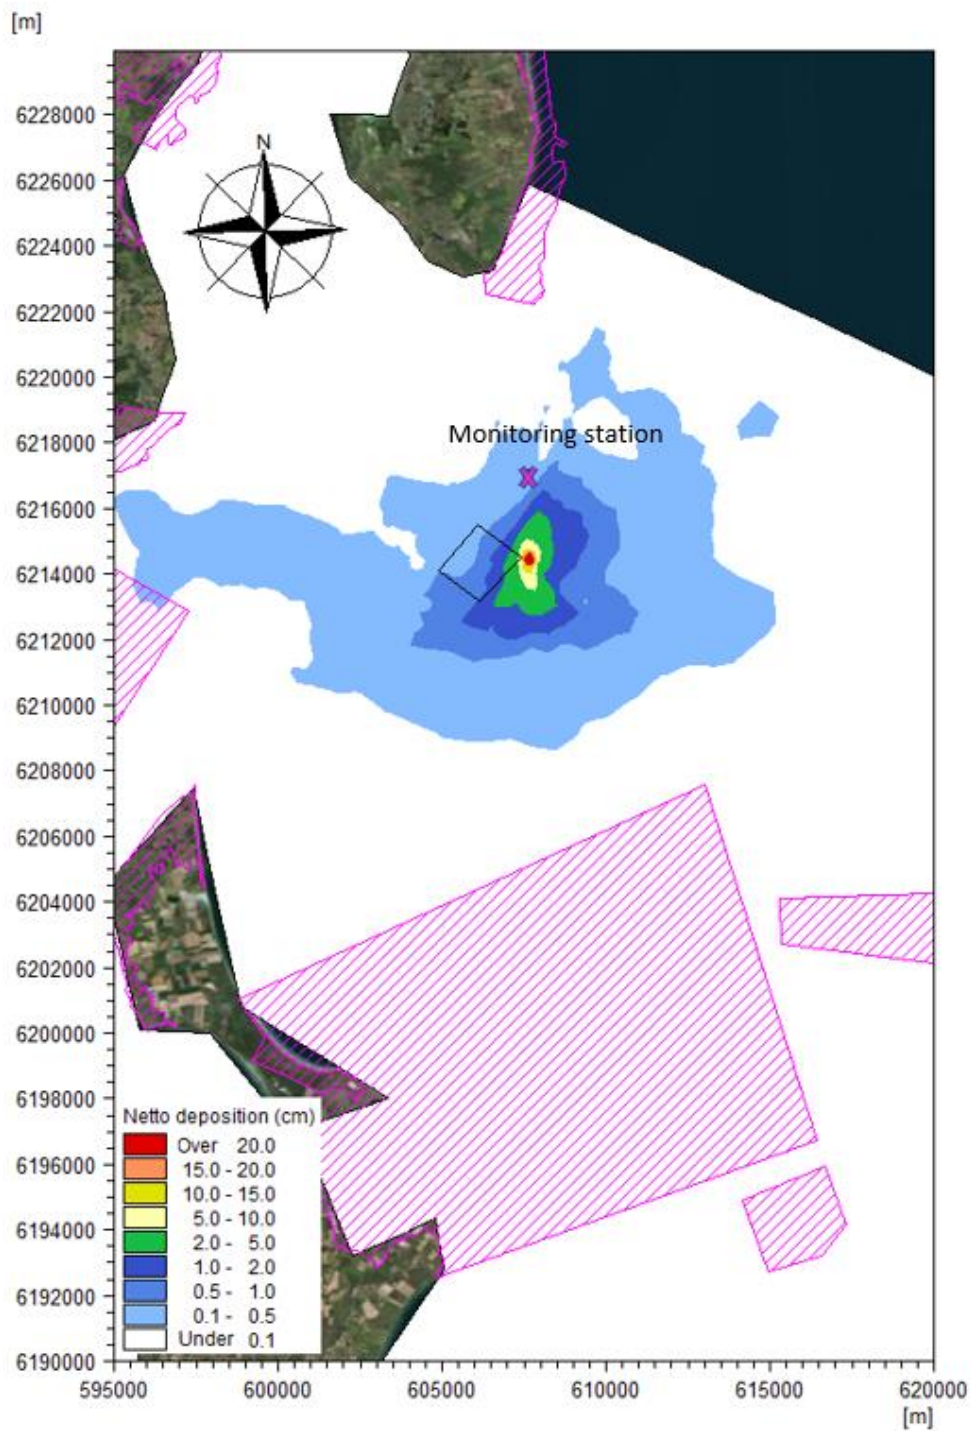 [m]
6228000
N
6226000
6224000
6222000
6220000
6218000
Monitoring station
X
6216000
6214000
6212000
6210000
6208000
6206000
6204000
6202000
6200000
6198000
6196000
6194000
6192000
6190000
Netto deposition (cm)
Over 20.0
15.0 - 20.0
10.0 - 15.0
5.0 - 10.0
2.0 - 5.0
1.0 - 2.0
0.5 - 1.0
0.1 - 0.5
Under 0.1
595000 600000 605000 610000 615000 620000
[m]